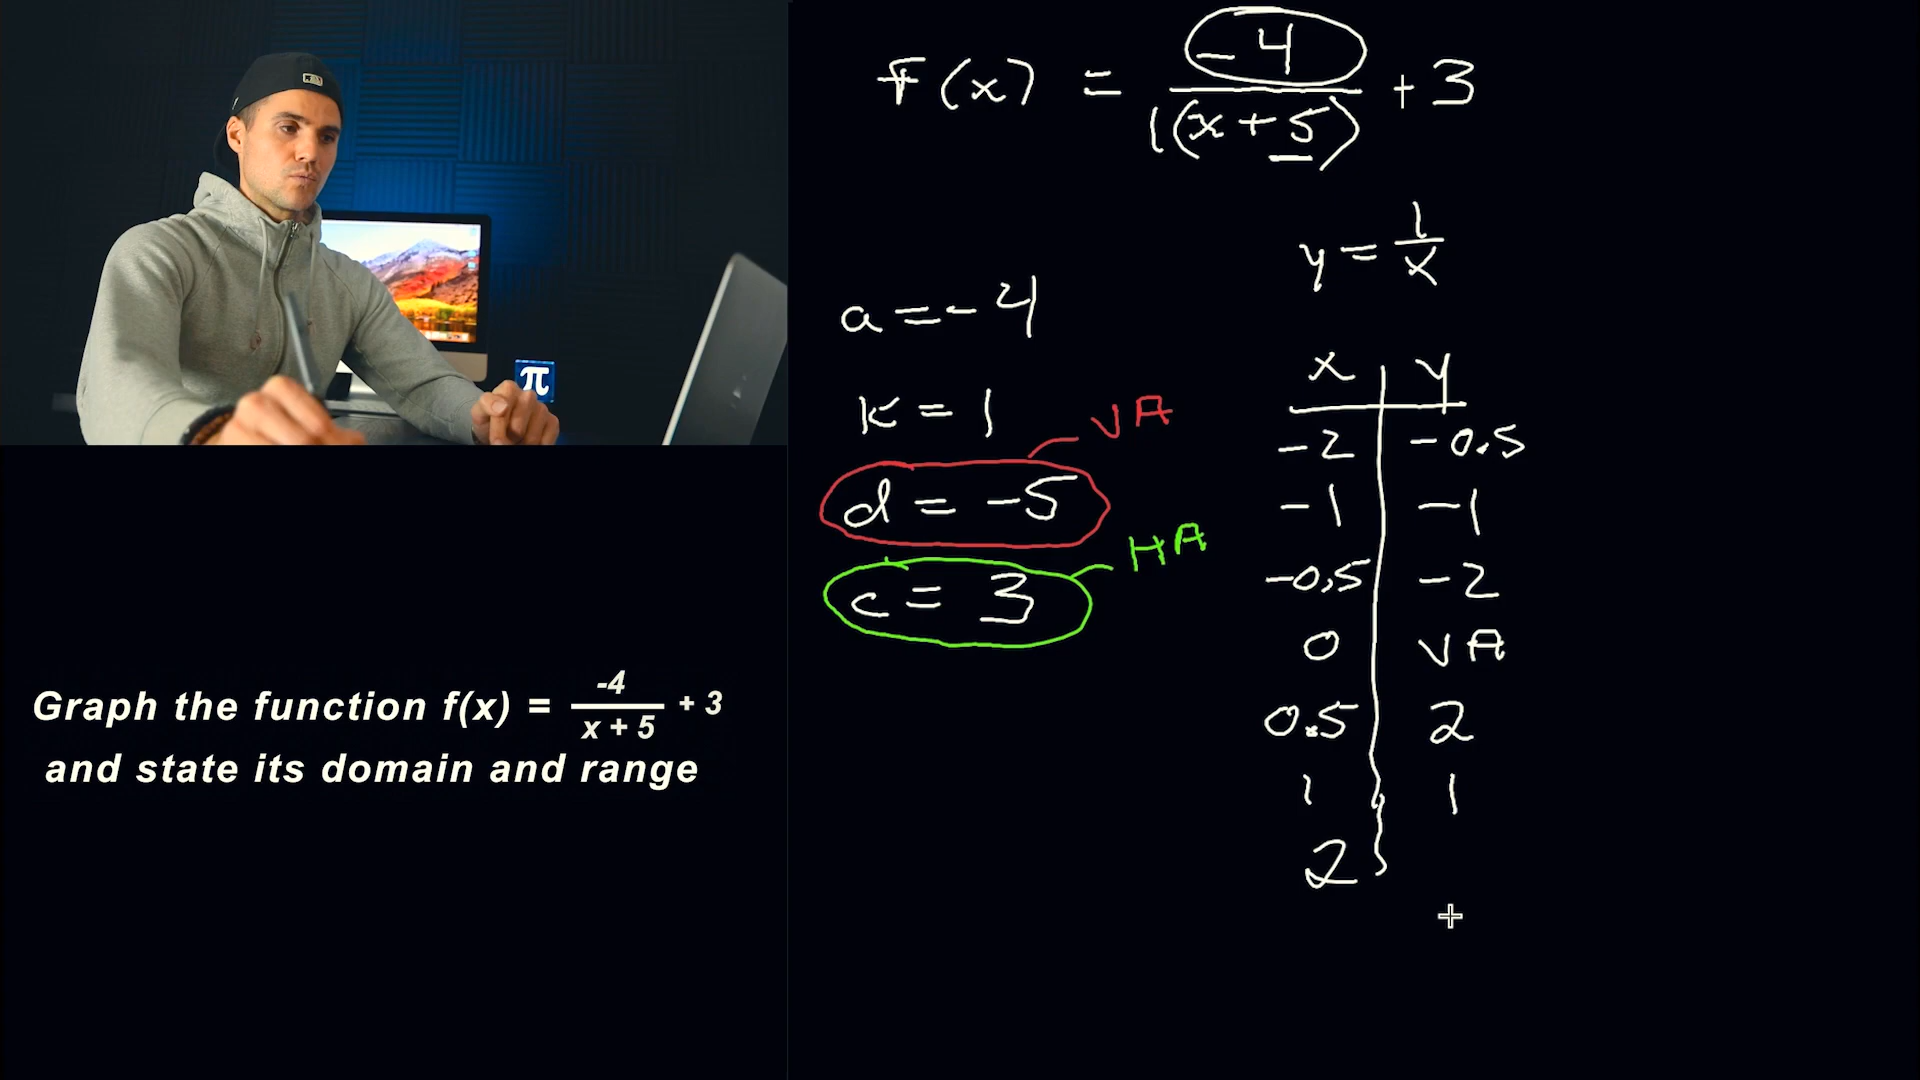 f(x) = -4 / 1(x+5) + 3
y = 1/x
a = -4
k = 1
VA
d = -5
HA
c = 3
x y
-2 -0.5
-1 -1
-0.5 -2
0 VA
0.5 2
1 1
2
π
Graph the function f(x) = -4 / x + 5 + 3
and state its domain and range